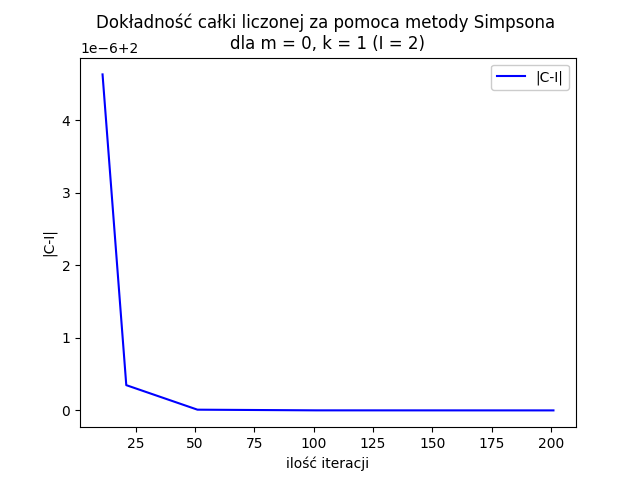 Dokładność całki liczonej za pomoca metody Simpsona
dla m = 0, k = 1 (I = 2)
1e−6+2
|C-I|
4
3
2
1
0
|C-I|
25 50 75 100 125 150 175 200
ilość iteracji